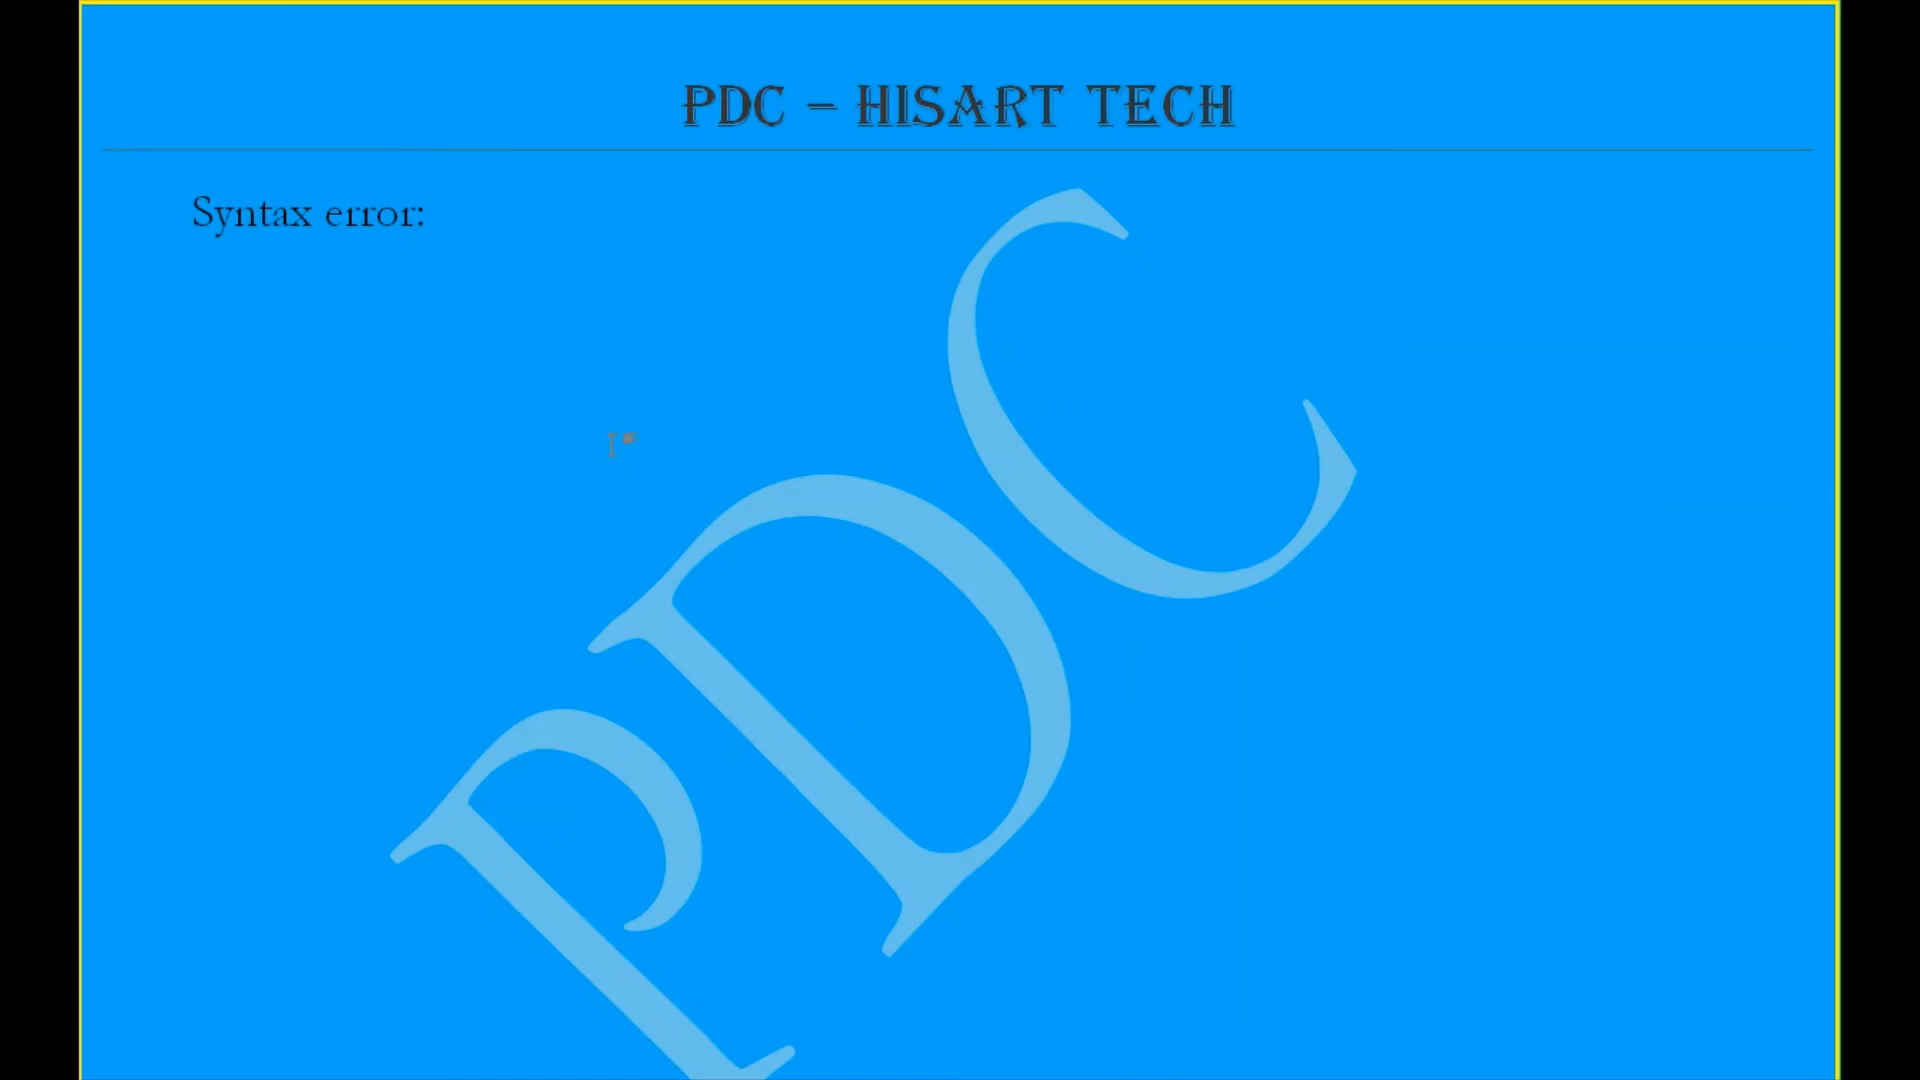 PDC – HISART TECH
Syntax error:
PDC